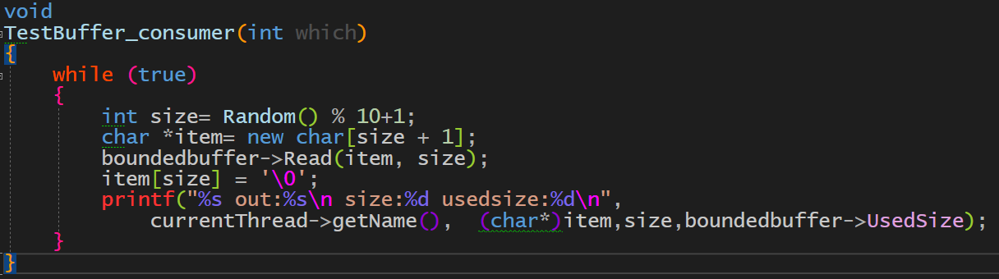 void
TestBuffer_consumer(int which)
{
    while (true)
    {
        int size= Random() % 10+1;
        char *item= new char[size + 1];
        boundedbuffer->Read(item, size);
        item[size] = '\0';
        printf("%s out:%s\n size:%d usedsize:%d\n",
            currentThread->getName(),  (char*)item,size,boundedbuffer->UsedSize);
    }
}